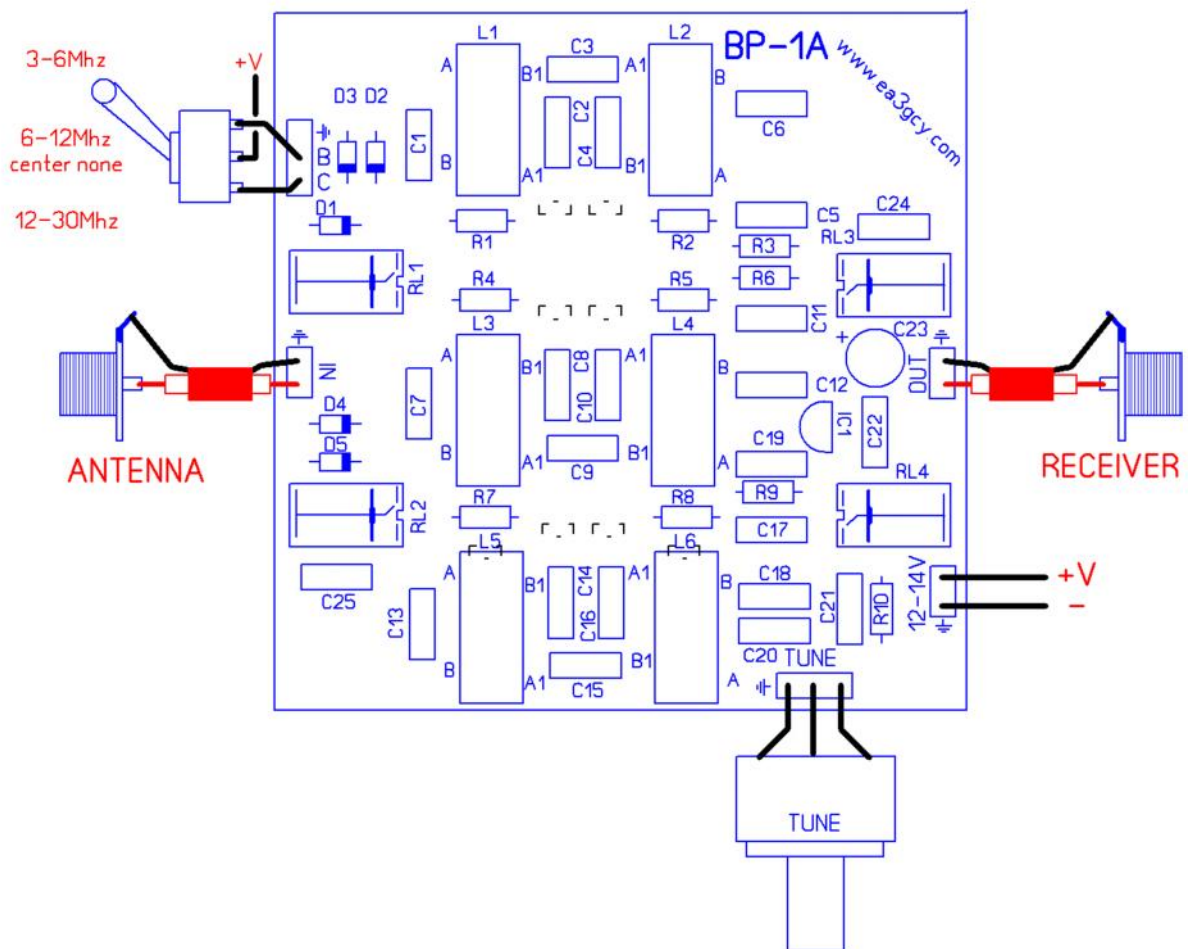 3-6Mhz
+V
6-12Mhz
center none
12-30Mhz
B
C
D3 D2
D1
C1
L1
A
B
B1
A1
C3
C2
C4
L2
A1
B1
B
A
BP-1A
www.ea3gcy.com
C6
R1
R2
C5
C24
R3
RL3
R6
RL1
R4
R5
C11
C23
+
L3
A
B
B1
A1
C7
C8
C10
C9
L4
A1
B1
B
A
C12
IC1
C22
C19
IN
OUT
D4
D5
ANTENNA
RECEIVER
RL2
R7
R8
R9
C17
RL4
C25
C13
L5
A
B
B1
A1
C14
C16
C15
L6
A1
B1
B
A
C18
C20
C21
R10
12-14V
+V
-
TUNE
TUNE